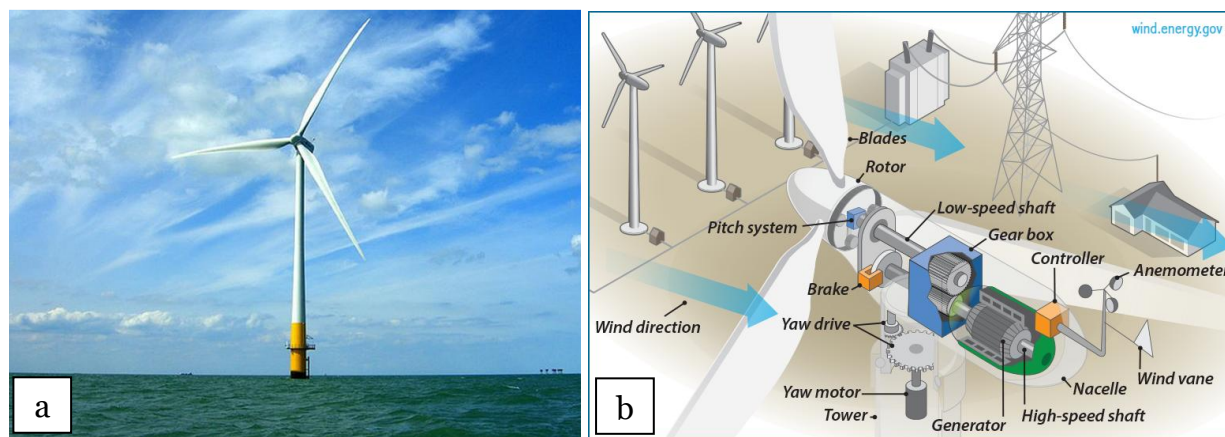 a
wind.energy.gov
Blades
Rotor
Low-speed shaft
Pitch system
Gear box
Controller
Anemometer
Brake
Wind direction
Yaw drive
Wind vane
Yaw motor
Nacelle
Tower
Generator
High-speed shaft
b